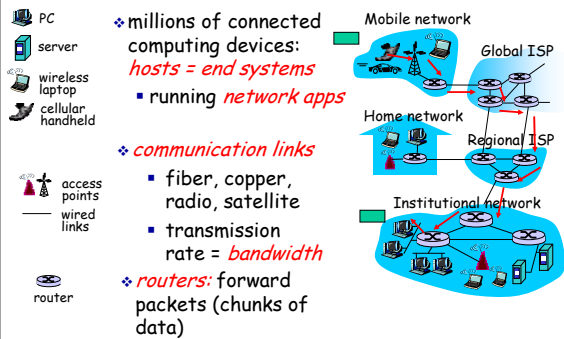 PC
server
wireless
laptop
cellular
handheld
access
points
wired
links
router
millions of connected
computing devices:
hosts = end systems
running network apps
communication links
fiber, copper,
radio, satellite
transmission
rate = bandwidth
routers: forward
packets (chunks of
data)
Mobile network
Global ISP
Home network
Regional ISP
Institutional network